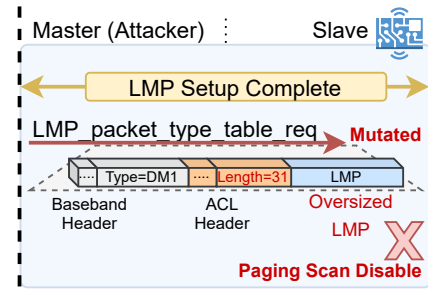 Master (Attacker)
Slave
LMP Setup Complete
LMP_packet_type_table_req
Mutated
.... Type=DM1 .... Length=31 LMP
Baseband
Header
ACL
Header
Oversized
LMP
Paging Scan Disable